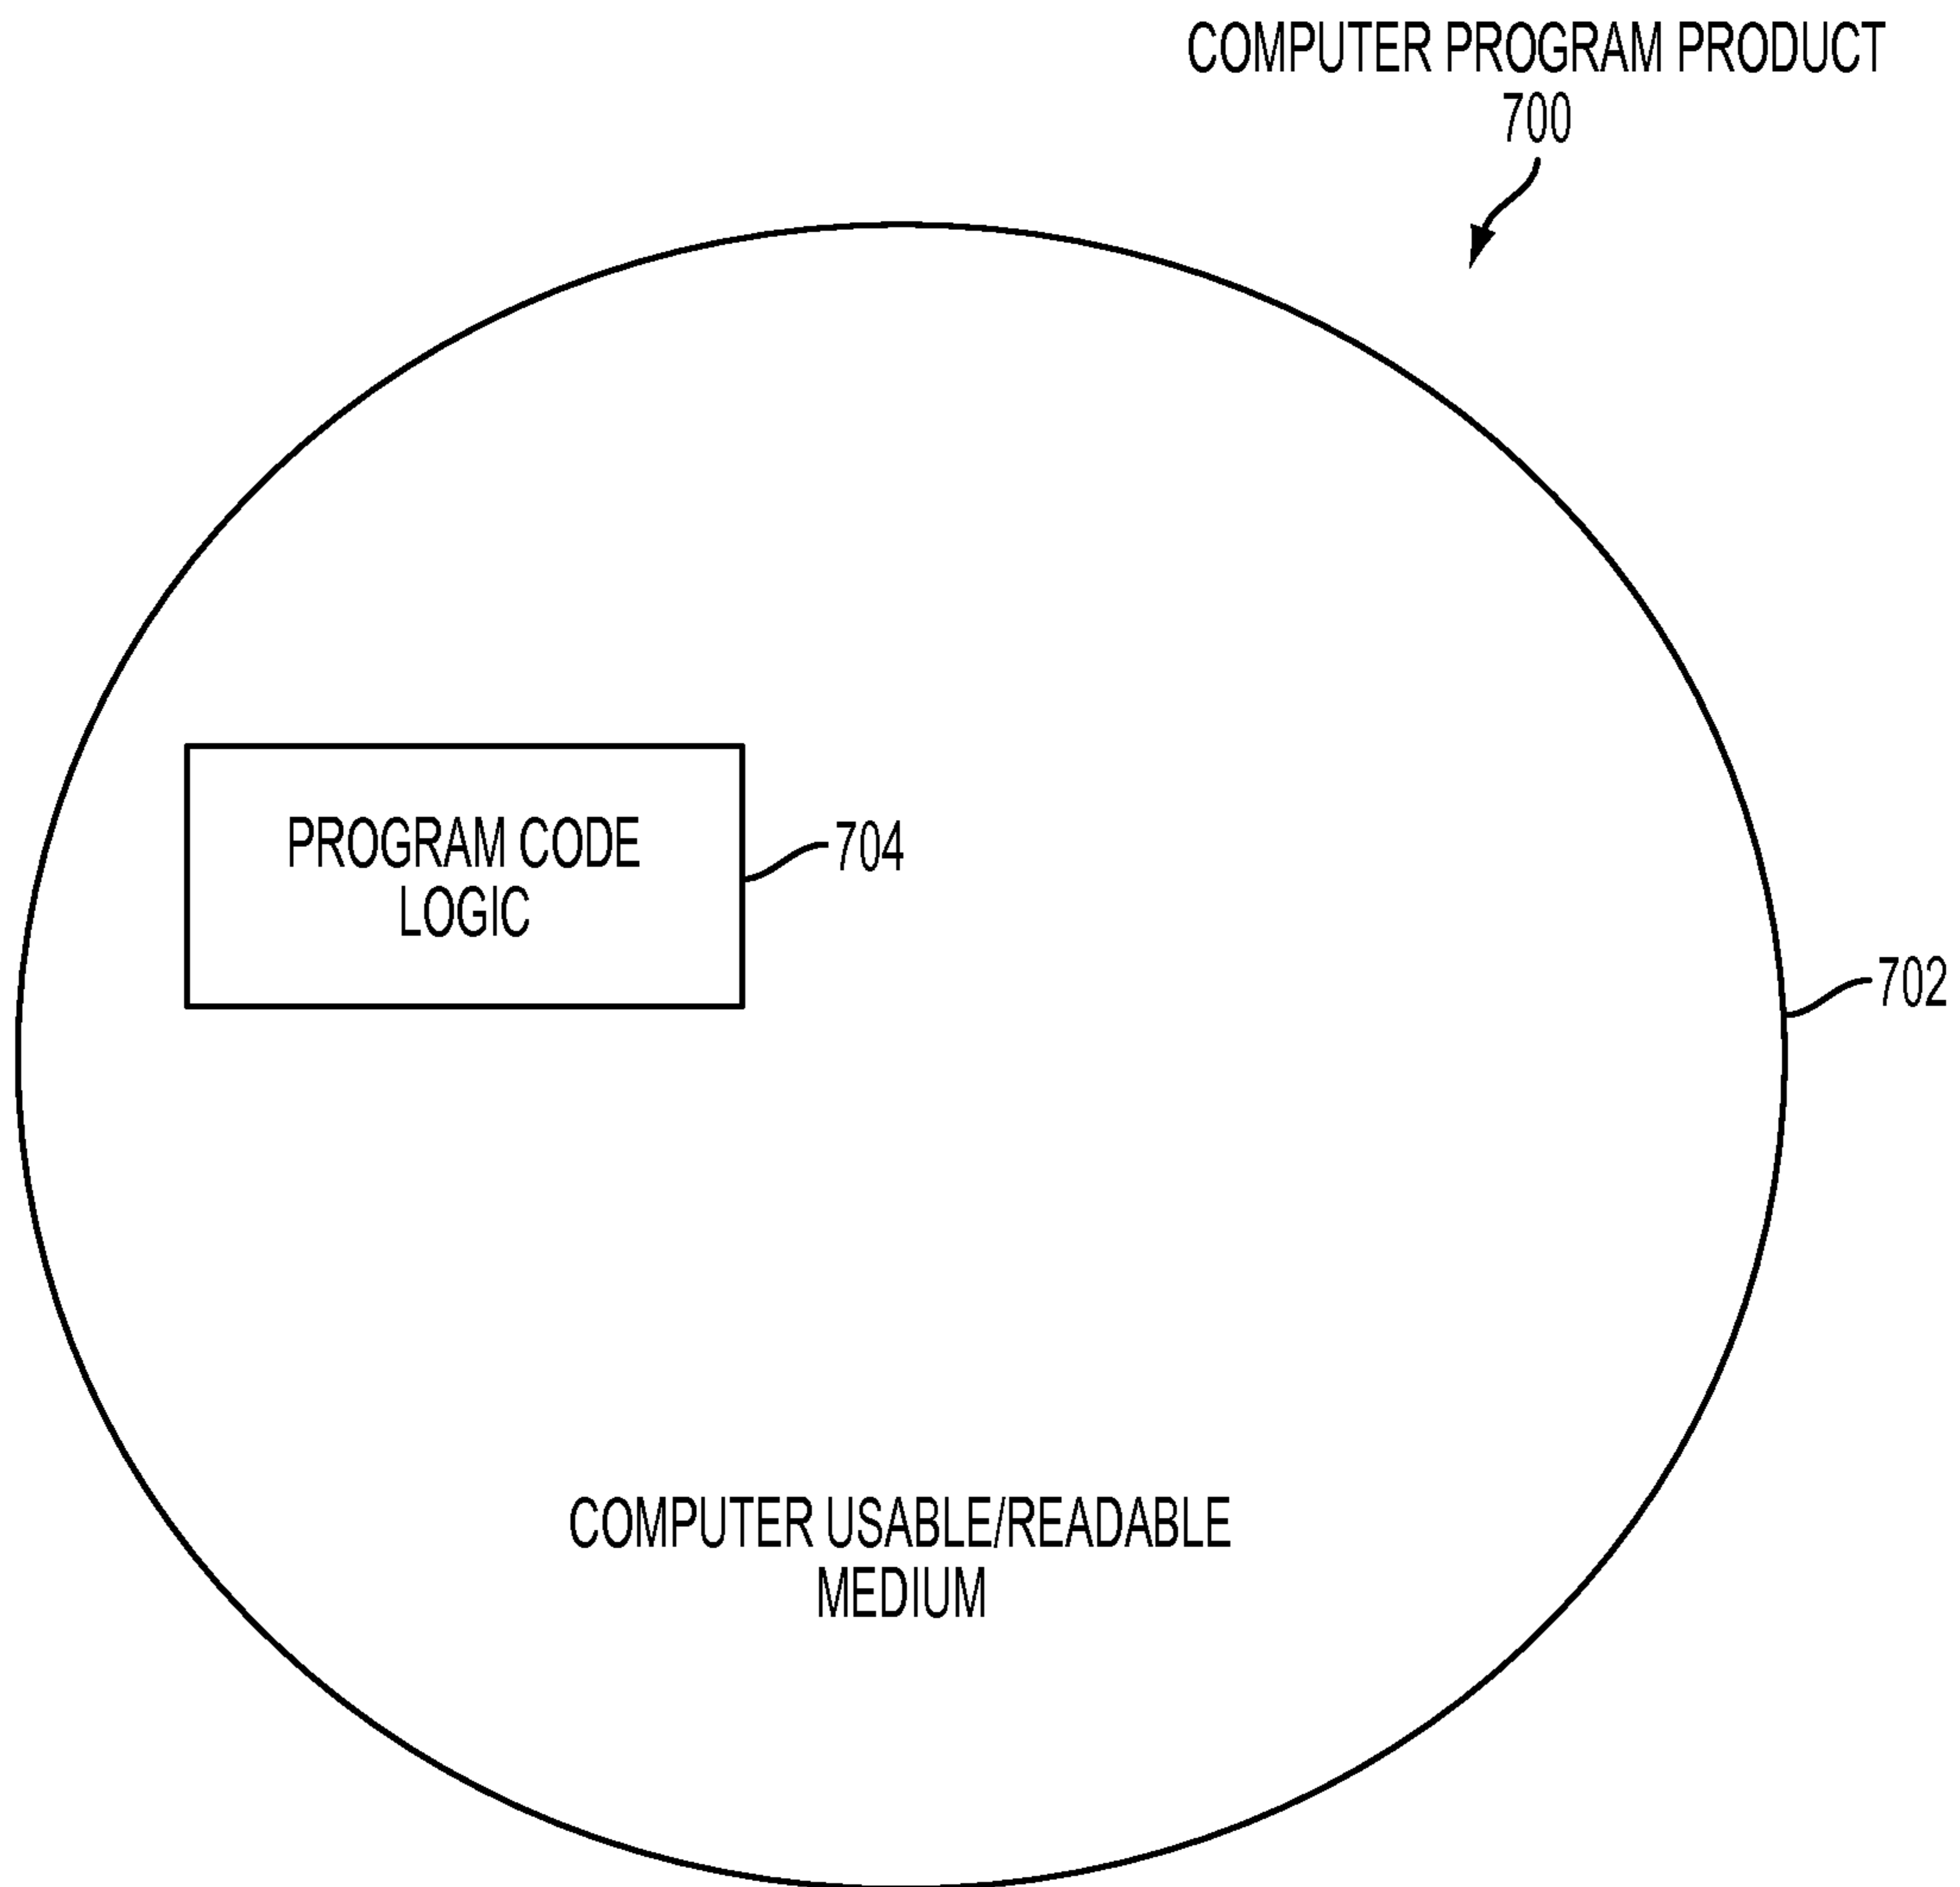 COMPUTER PROGRAM PRODUCT
700
PROGRAM CODE
LOGIC
704
702
COMPUTER USABLE/READABLE
MEDIUM